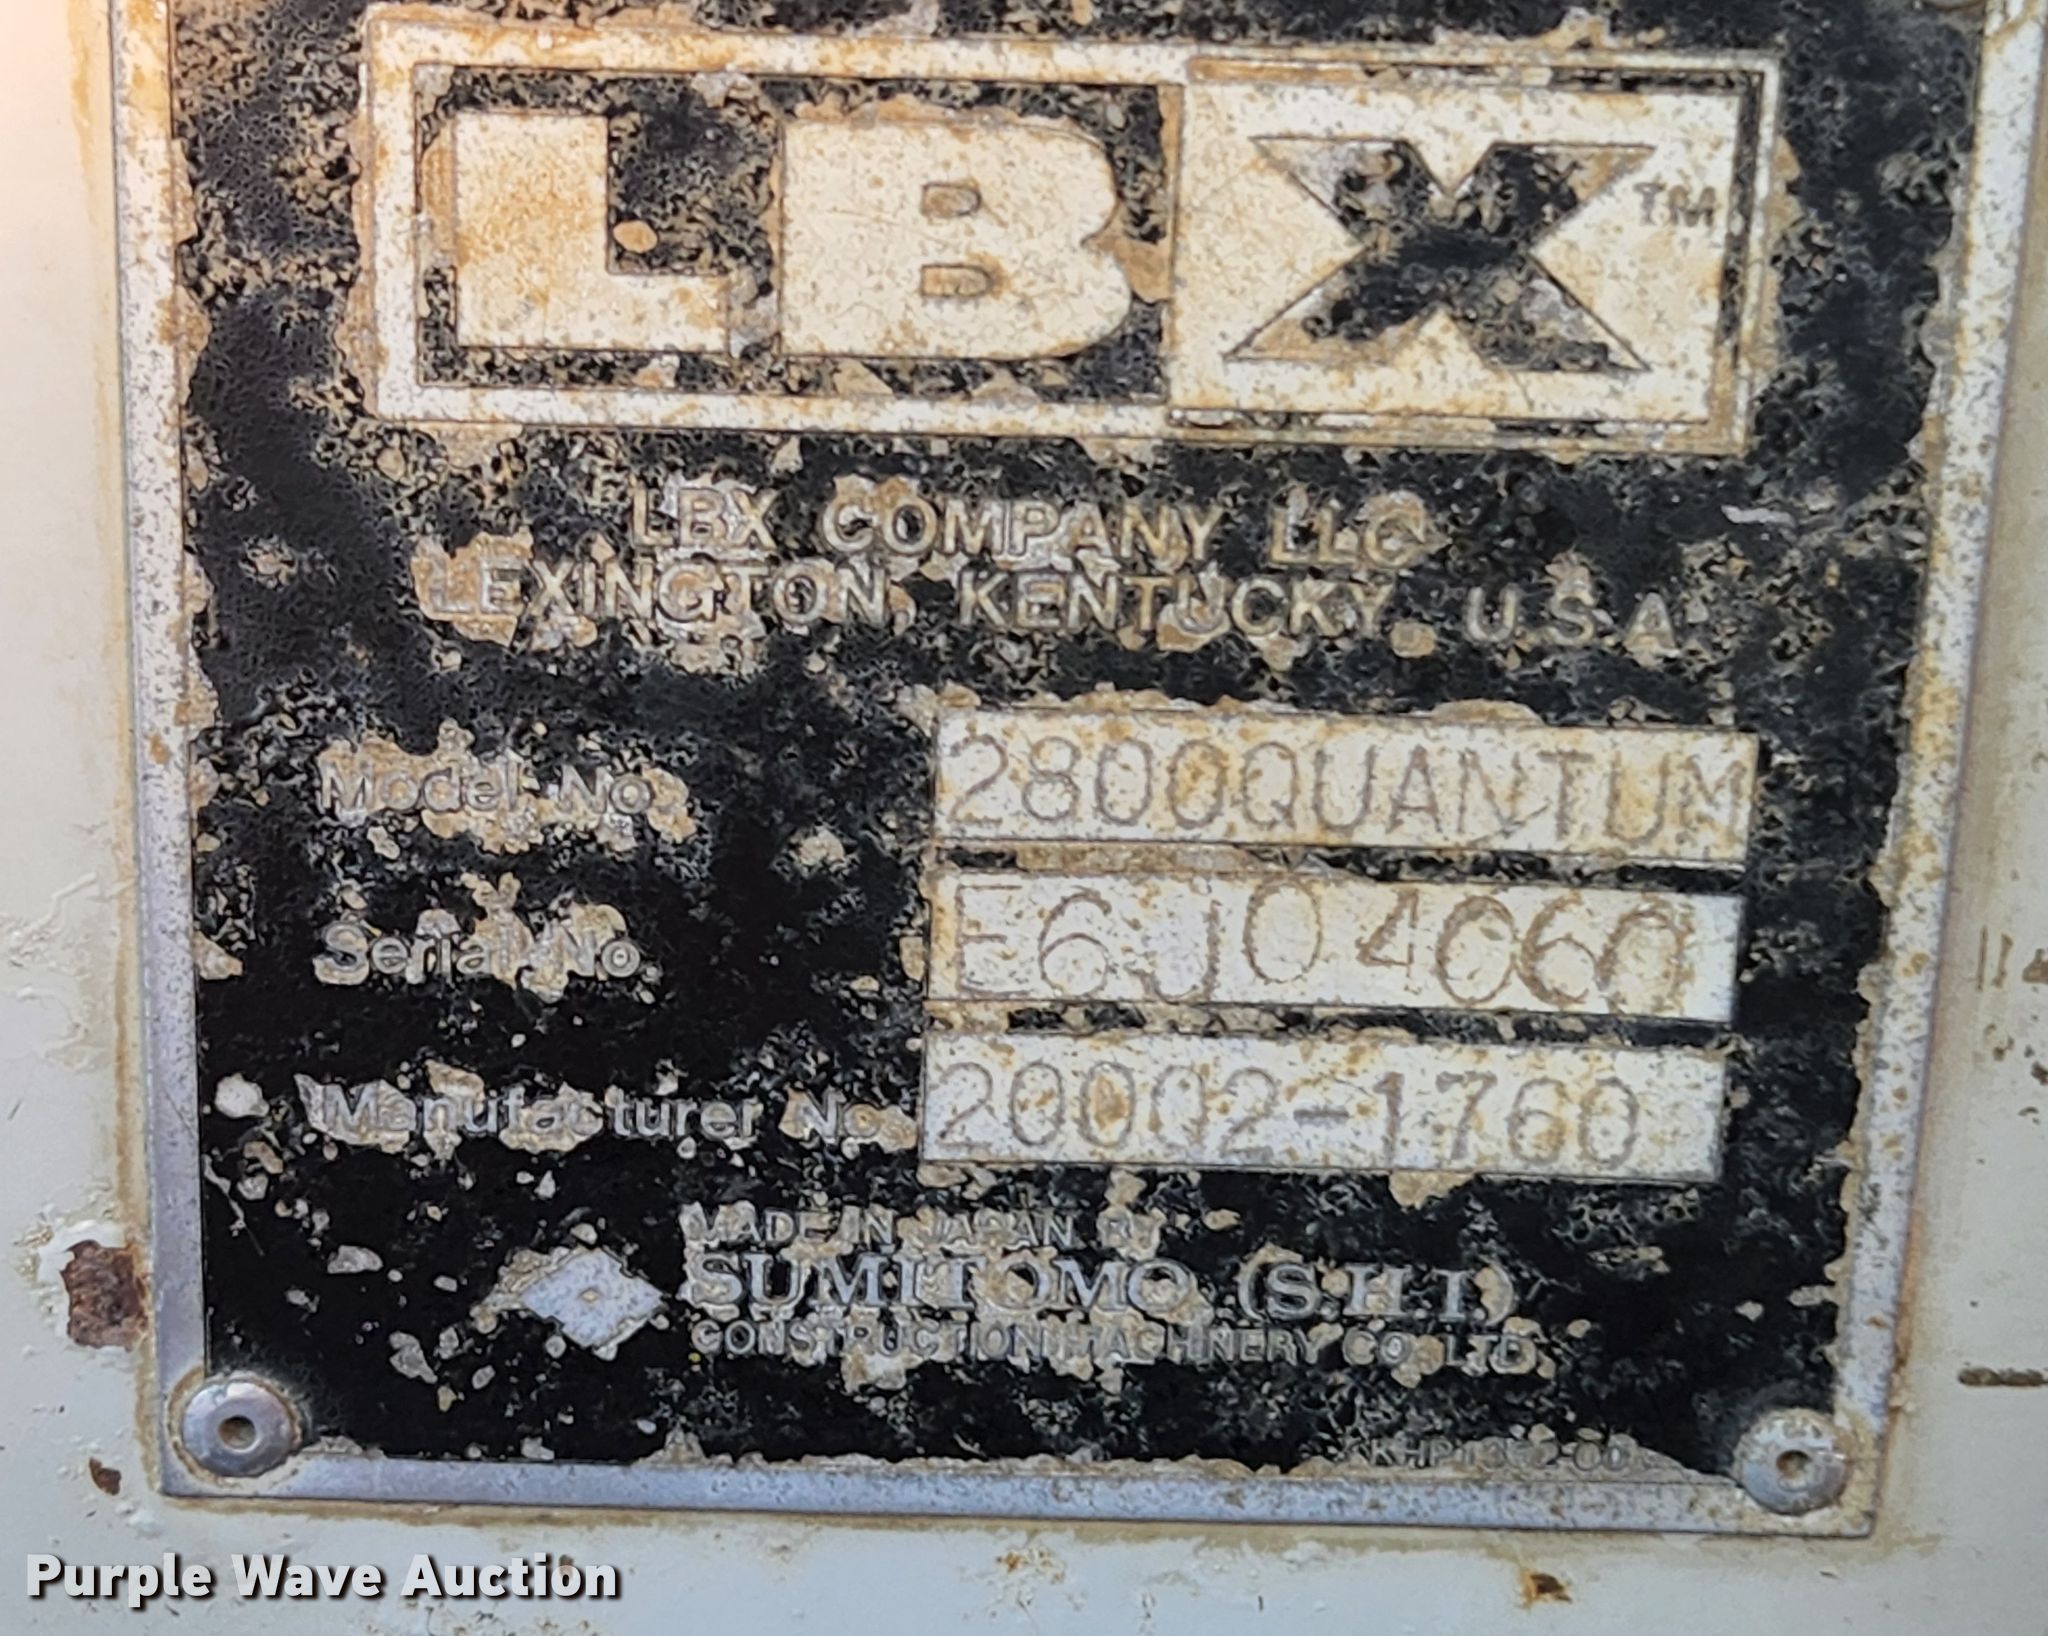 LBX™
LBX COMPANY LLC
LEXINGTON, KENTUCKY, U.S.A.
Model No. 2800QUANTUM
Serial No. E6J04060
Manufacturer No. 20002-1760
MADE IN JAPAN BY
SUMITOMO (S.H.I.)
CONSTRUCTION MACHINERY CO., LTD.
Purple Wave Auction